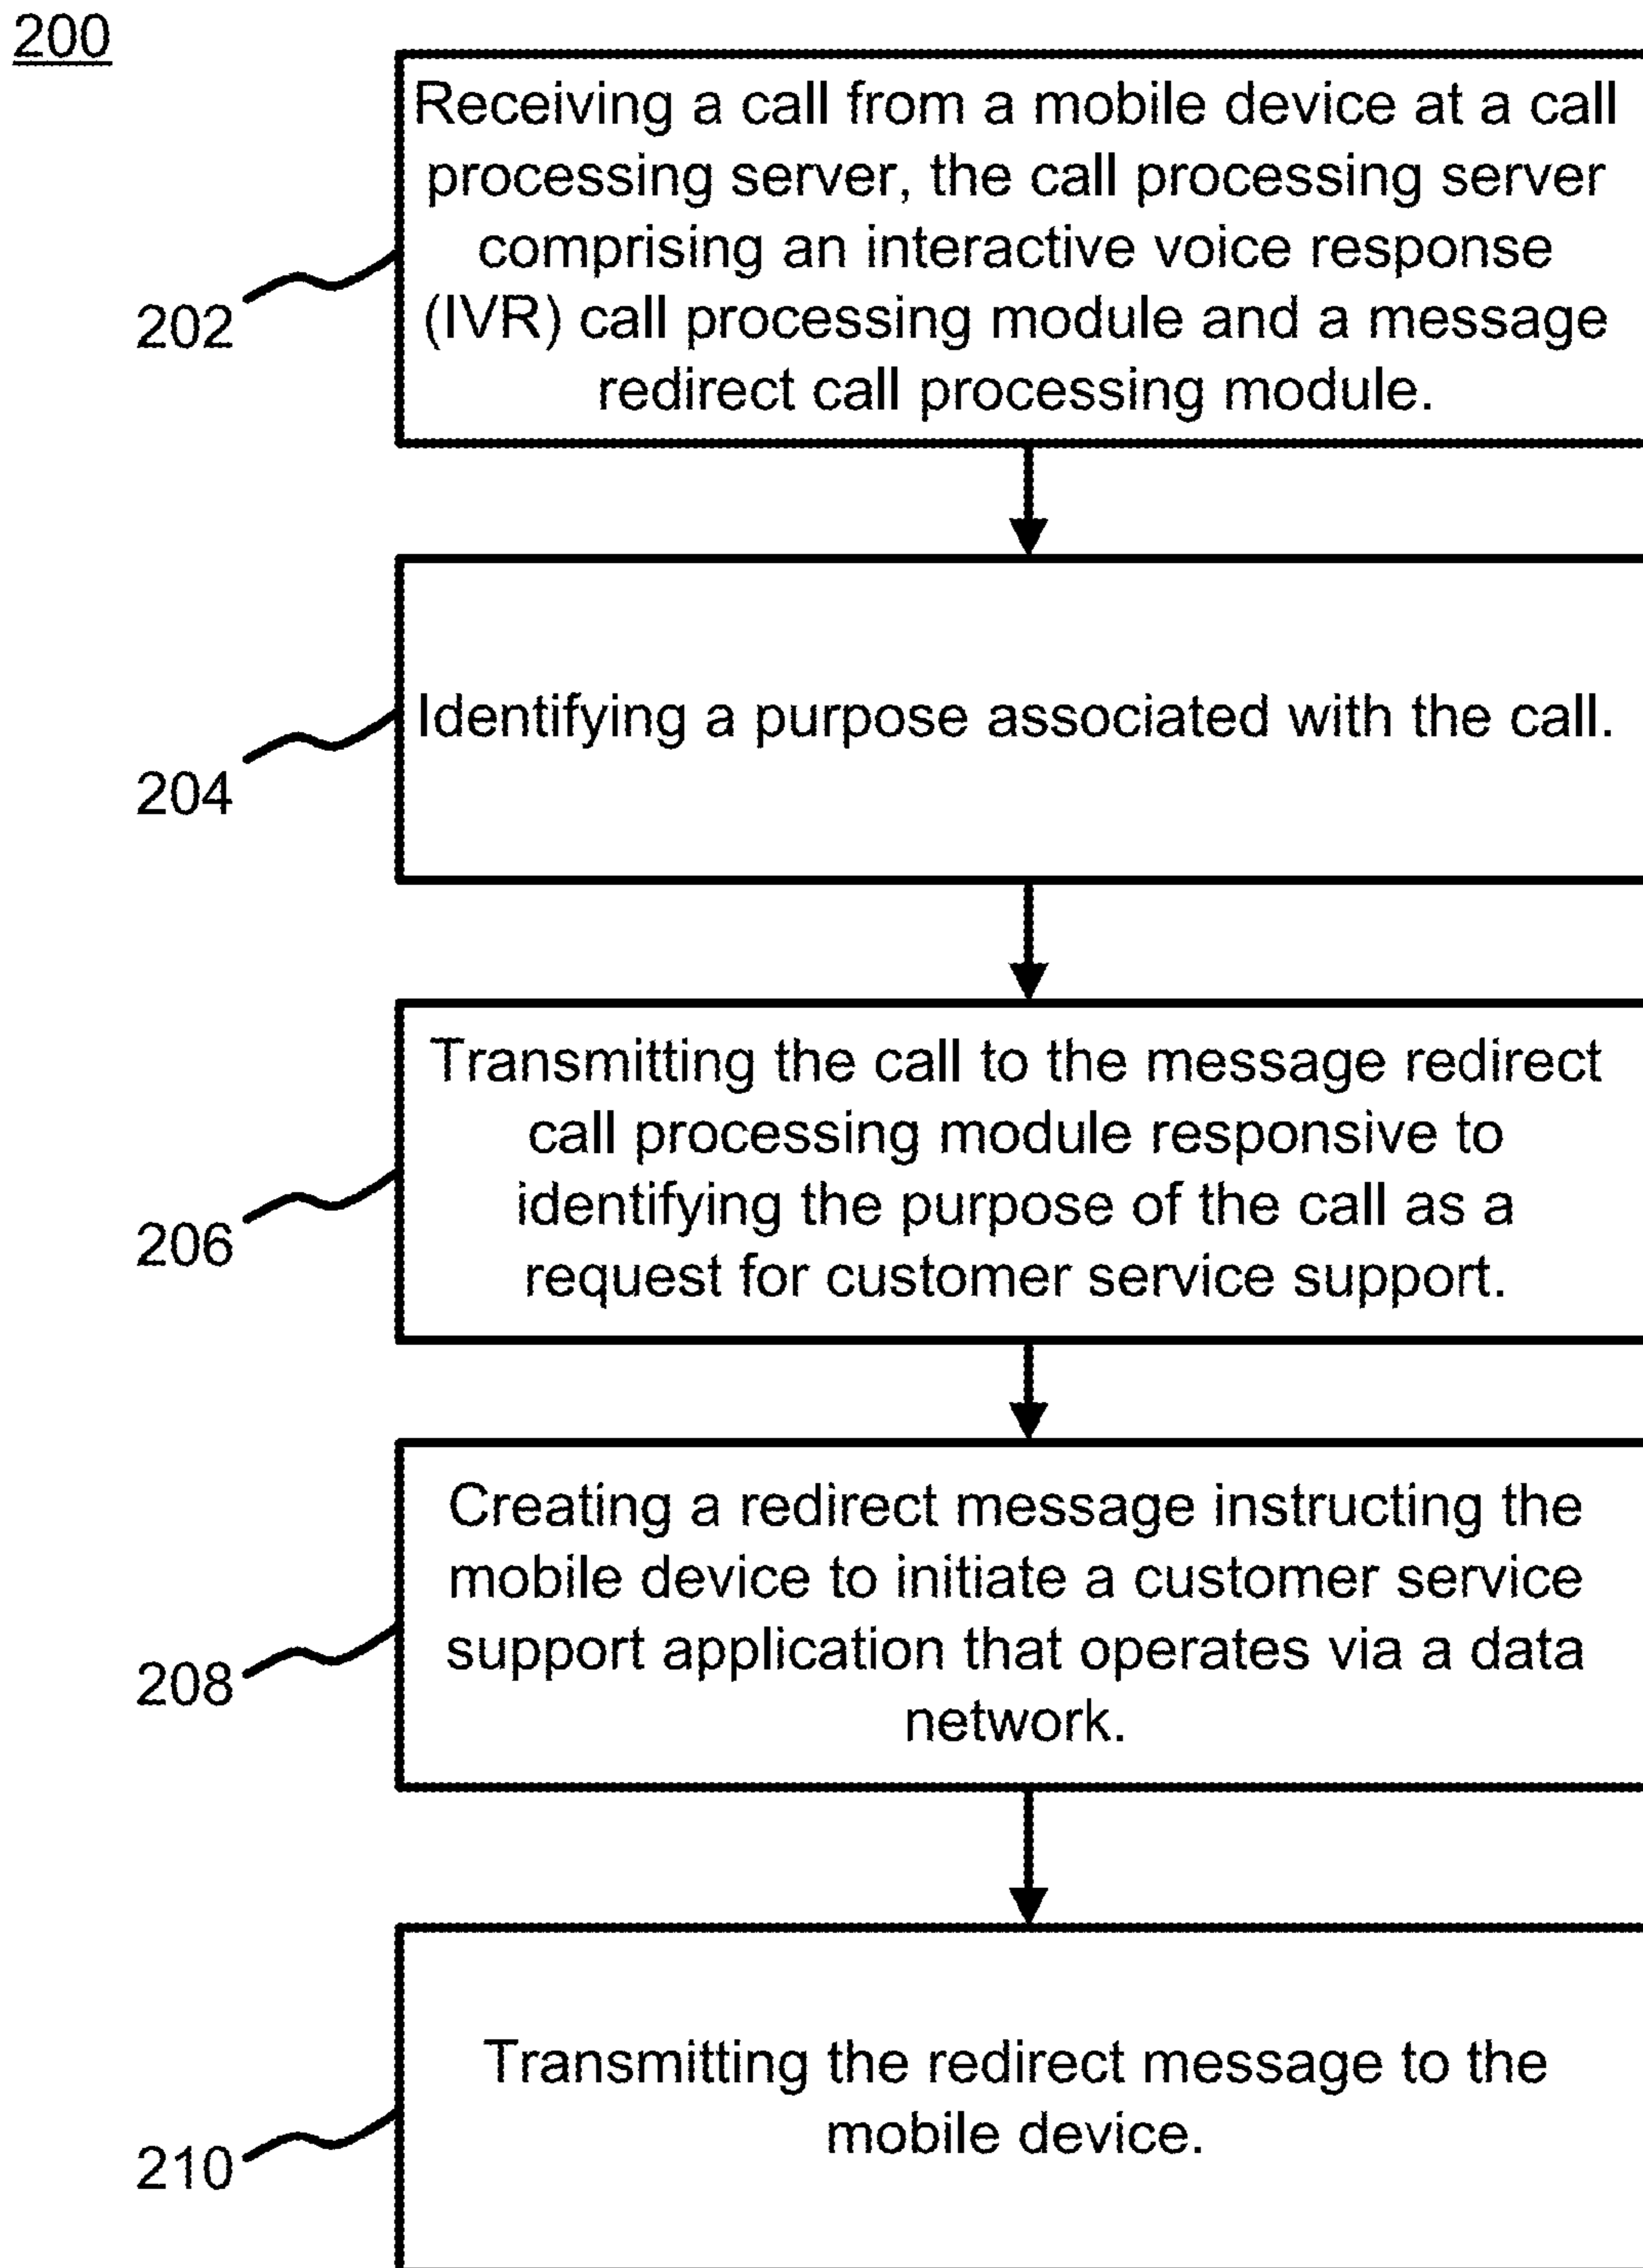 200
Receiving a call from a mobile device at a call
processing server, the call processing server
comprising an interactive voice response
(IVR) call processing module and a message
redirect call processing module.
202
Identifying a purpose associated with the call.
204
Transmitting the call to the message redirect
call processing module responsive to
identifying the purpose of the call as a
request for customer service support.
206
Creating a redirect message instructing the
mobile device to initiate a customer service
support application that operates via a data
network.
208
Transmitting the redirect message to the
mobile device.
210